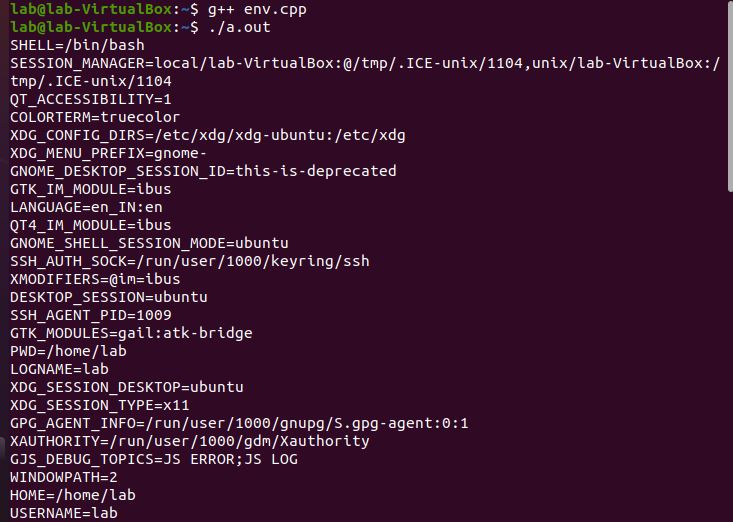 lab@lab-VirtualBox:~$ g++ env.cpp
lab@lab-VirtualBox:~$ ./a.out
SHELL=/bin/bash
SESSION_MANAGER=local/lab-VirtualBox:@/tmp/.ICE-unix/1104,unix/lab-VirtualBox:/
tmp/.ICE-unix/1104
QT_ACCESSIBILITY=1
COLORTERM=truecolor
XDG_CONFIG_DIRS=/etc/xdg/xdg-ubuntu:/etc/xdg
XDG_MENU_PREFIX=gnome-
GNOME_DESKTOP_SESSION_ID=this-is-deprecated
GTK_IM_MODULE=ibus
LANGUAGE=en_IN:en
QT4_IM_MODULE=ibus
GNOME_SHELL_SESSION_MODE=ubuntu
SSH_AUTH_SOCK=/run/user/1000/keyring/ssh
XMODIFIERS=@im=ibus
DESKTOP_SESSION=ubuntu
SSH_AGENT_PID=1009
GTK_MODULES=gail:atk-bridge
PWD=/home/lab
LOGNAME=lab
XDG_SESSION_DESKTOP=ubuntu
XDG_SESSION_TYPE=x11
GPG_AGENT_INFO=/run/user/1000/gnupg/S.gpg-agent:0:1
XAUTHORITY=/run/user/1000/gdm/Xauthority
GJS_DEBUG_TOPICS=JS ERROR;JS LOG
WINDOWPATH=2
HOME=/home/lab
USERNAME=lab